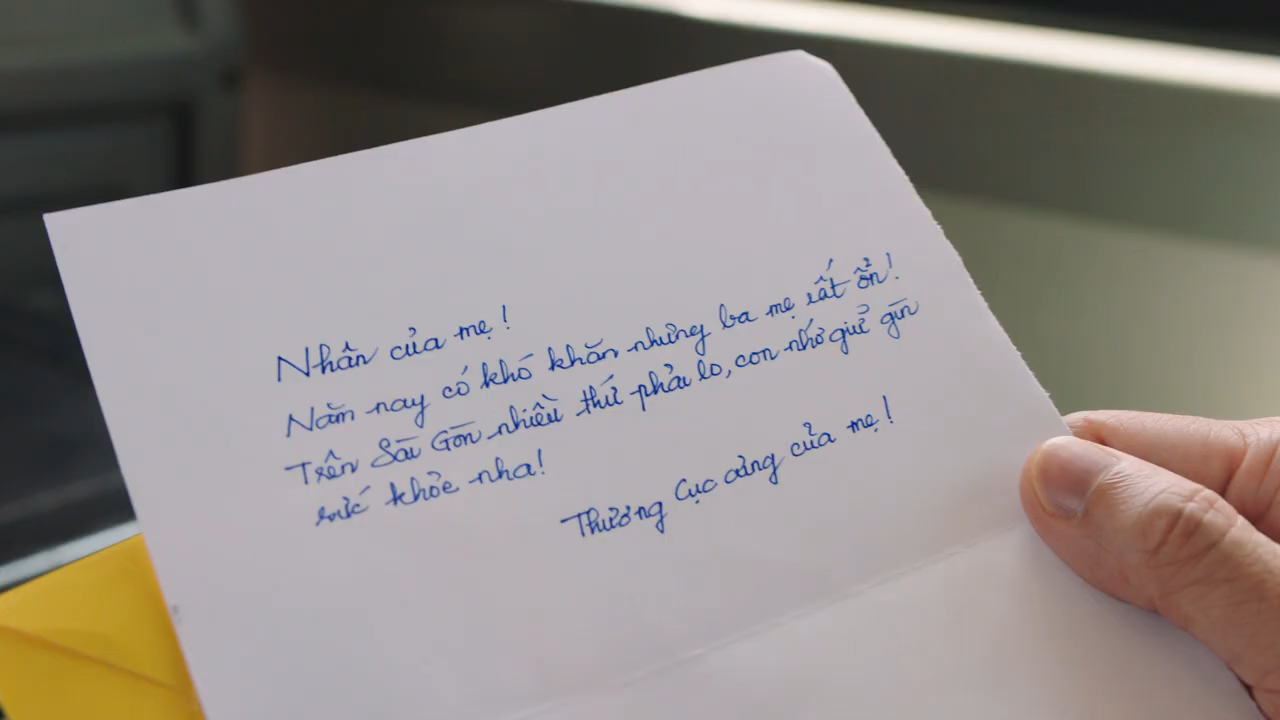 Nhân của mẹ!
Năm nay có khó khăn nhưng ba mẹ rất ổn!
Trên Sài Gòn nhiều thứ phải lo, con nhớ giữ gìn
sức khỏe nha!
Thương cục cưng của mẹ!